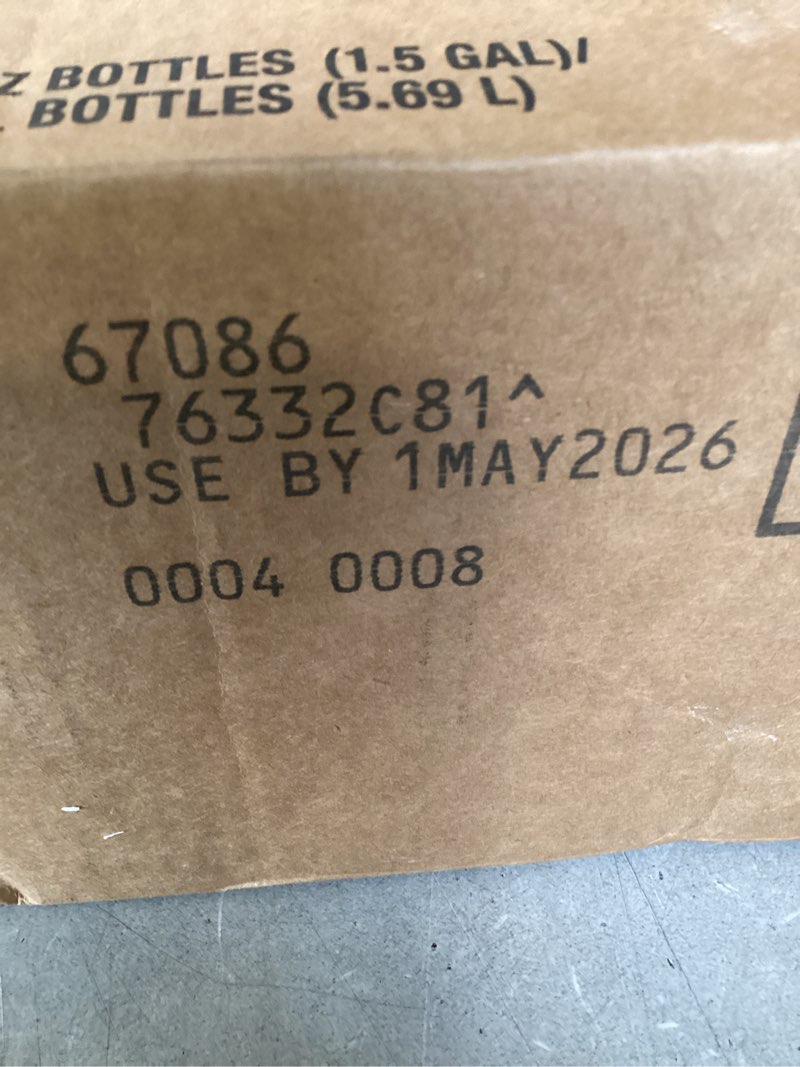 Z BOTTLES (1.5 GAL)/
BOTTLES (5.69 L)
67086
76332C81^
USE BY 1MAY2026
0004 0008